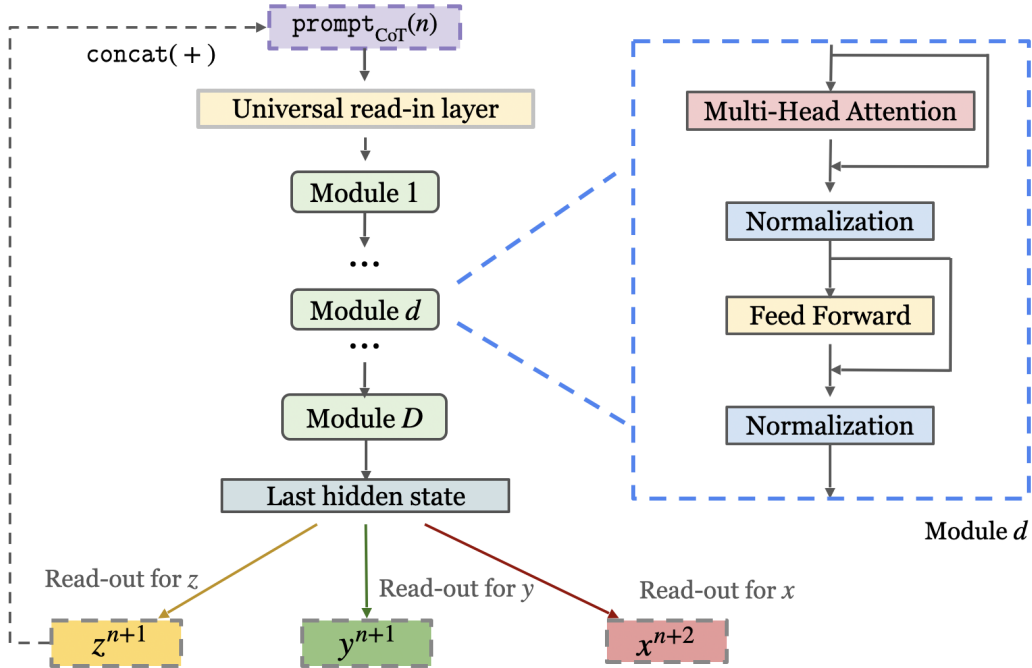 prompt_CoT(n)
concat(+)
Universal read-in layer
Module 1
...
Module d
...
Module D
Last hidden state
Read-out for z
Read-out for y
Read-out for x
z^{n+1}
y^{n+1}
x^{n+2}
Multi-Head Attention
Normalization
Feed Forward
Normalization
Module d